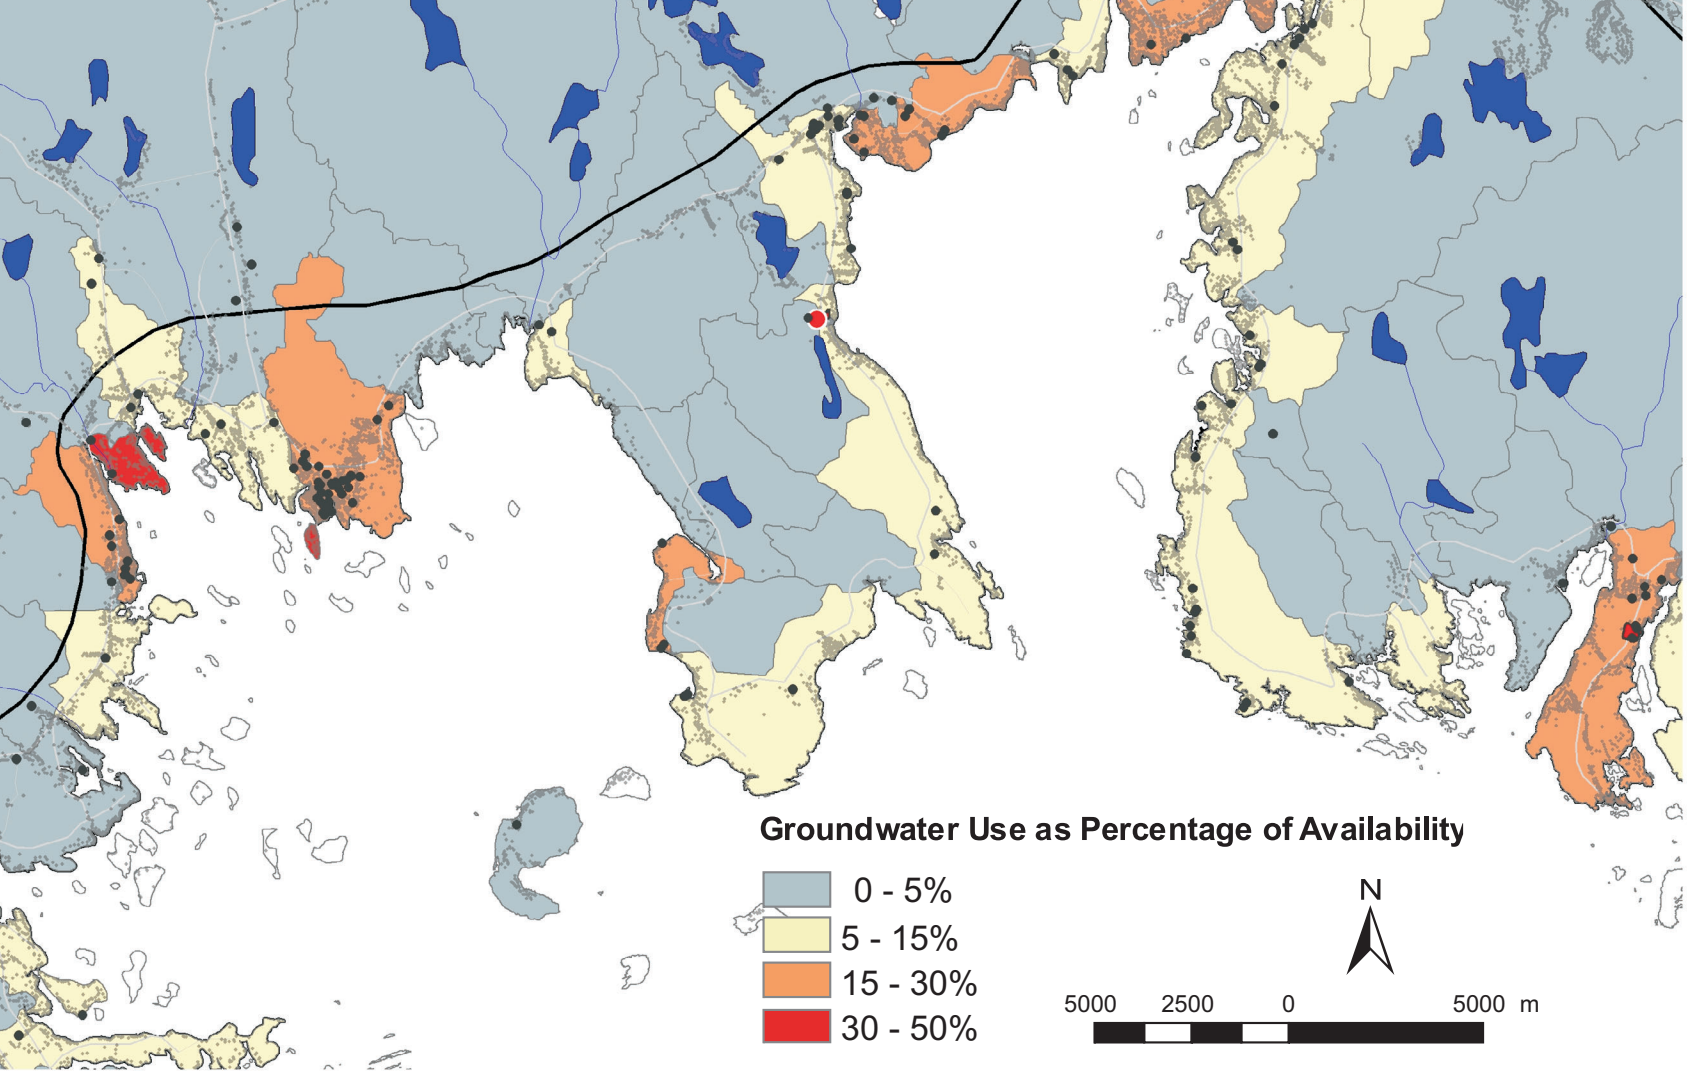 Groundwater Use as Percentage of Availability
0 - 5%
5 - 15%
15 - 30%
30 - 50%
N
5000 2500 0 5000 m